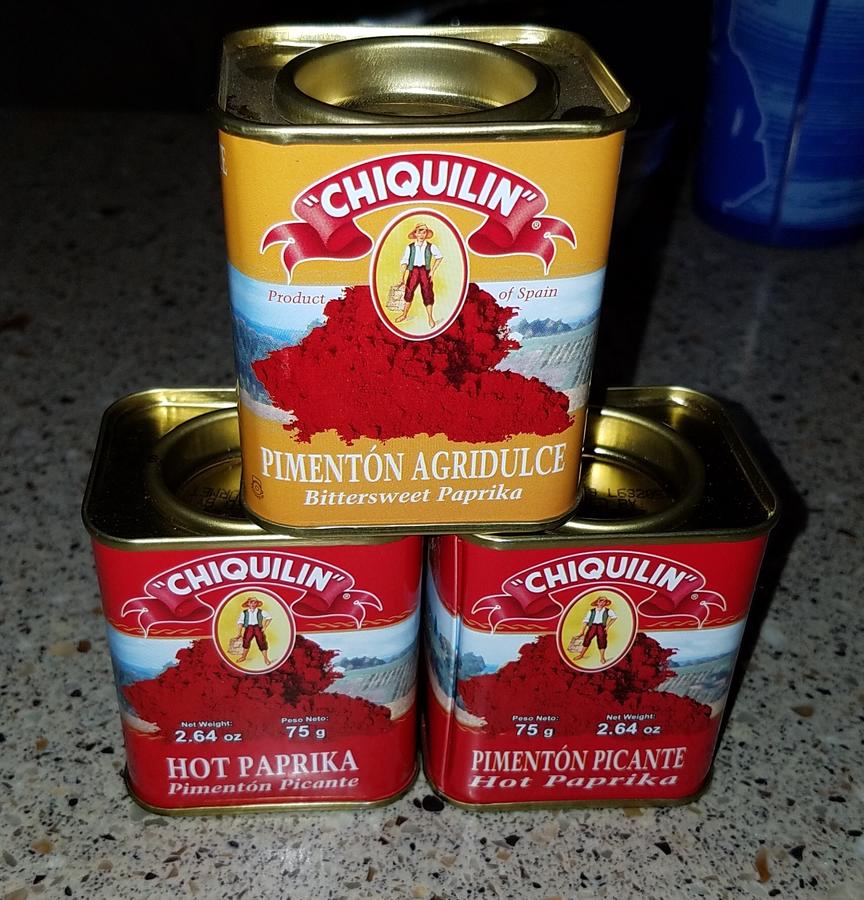 "CHIQUILIN"®
Product of Spain
PIMENTÓN AGRIDULCE
Bittersweet Paprika
"CHIQUILIN"®
Net Weight: Peso Neto:
2.64 oz 75 g
HOT PAPRIKA
Pimentón Picante
"CHIQUILIN"®
Peso Neto: Net Weight:
75 g 2.64 oz
PIMENTÓN PICANTE
Hot Paprika